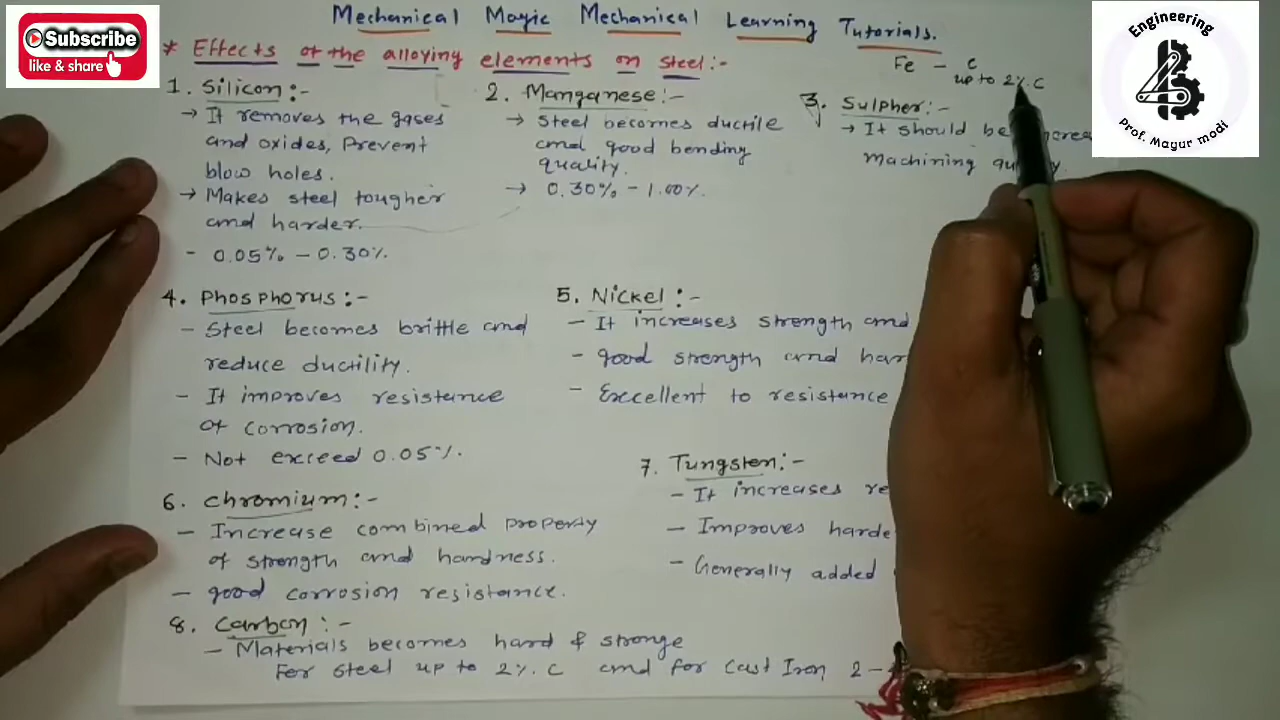 Subscribe
like & share
Mechanical Magic Mechanical Learning Tutorials.
Engineering
Prof. Mayur modi
* Effects of the alloying elements on steel:-
Fe - C
up to 2% C
1. Silicon:-
→ It removes the gases
and oxides, Prevent
blow holes.
→ Makes steel tougher
and harder.
- 0.05% - 0.30%
2. Manganese:-
→ Steel becomes ductile
and good bending
quality.
→ 0.30% - 1.00%.
3. Sulpher:-
→ It should be
Machining
4. Phosphorus:-
- Steel becomes brittle and
reduce ductility.
- It improves resistance
of corrosion.
- Not exceed 0.05%.
5. Nickel:-
- It increases strength and
- good strength and
- Excellent to resistance
6. Chromium:-
- Increase combined property
of strength and hardness.
- good corrosion resistance.
7. Tungsten:-
- It increases
- Improves
- Generally added
8. Carbon:-
- Materials becomes hard & stronge
For steel up to 2%. C and for Cast Iron 2 -